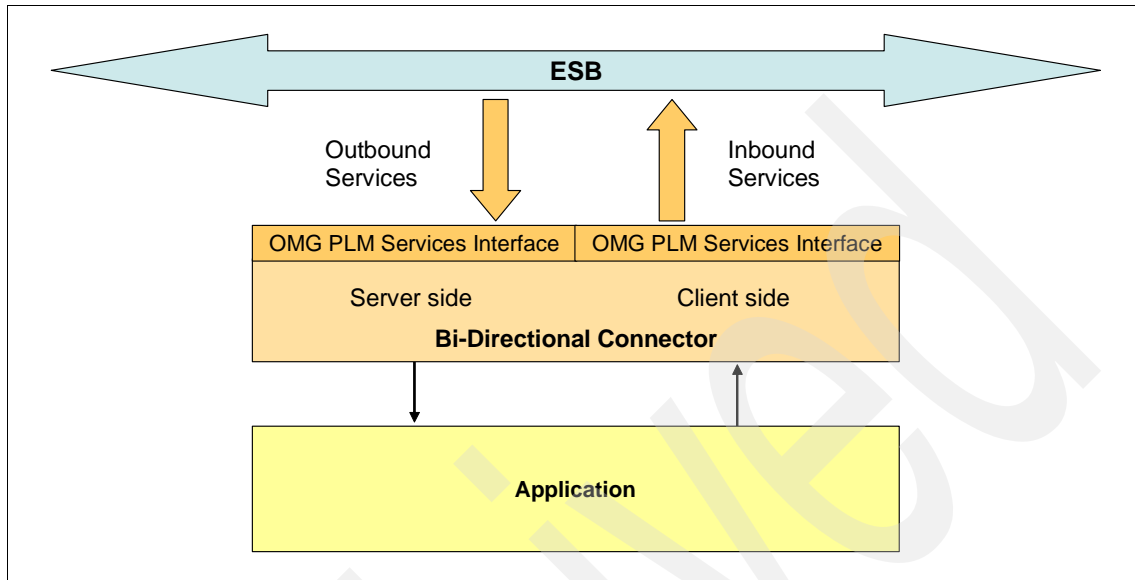 ESB
Outbound
Services
Inbound
Services
OMG PLM Services Interface
OMG PLM Services Interface
Server side
Client side
Bi-Directional Connector
Application